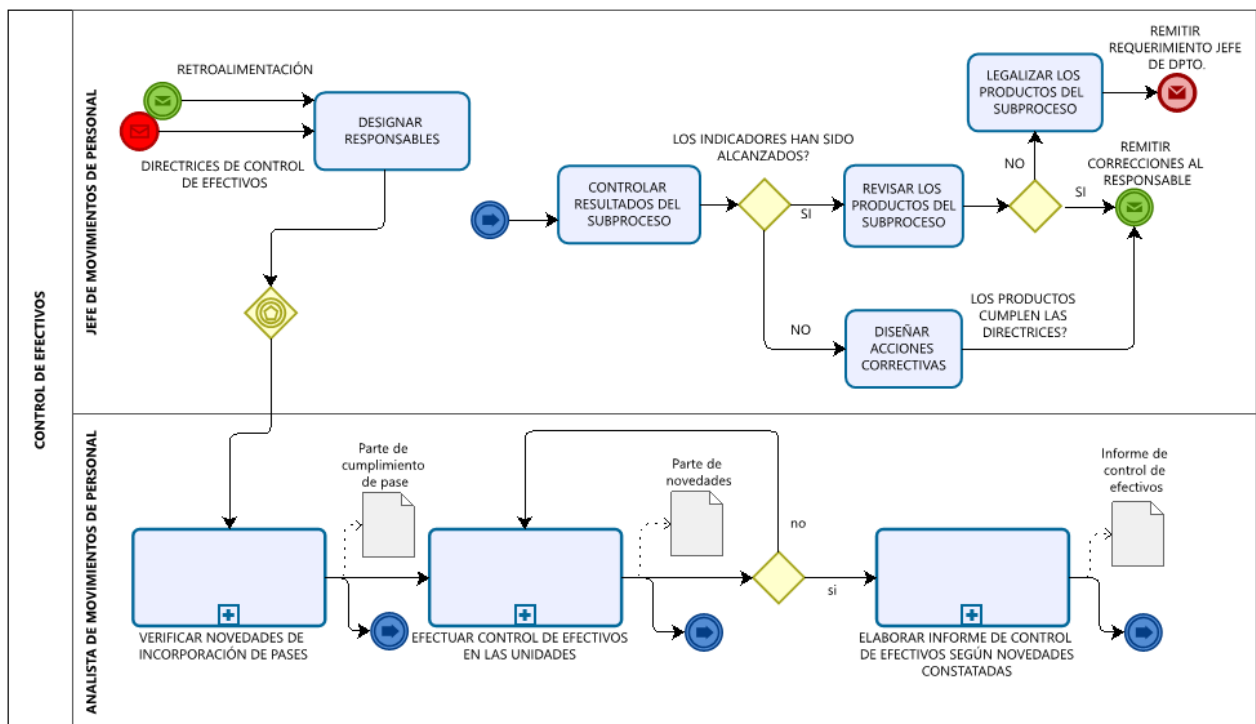 CONTROL DE EFECTIVOS
JEFE DE MOVIMIENTOS DE PERSONAL
RETROALIMENTACIÓN
DIRECTRICES DE CONTROL
DE EFECTIVOS
DESIGNAR
RESPONSABLES
CONTROLAR
RESULTADOS DEL
SUBPROCESO
LOS INDICADORES HAN SIDO
ALCANZADOS?
SI
NO
REVISAR LOS
PRODUCTOS DEL
SUBPROCESO
NO
SI
LEGALIZAR LOS
PRODUCTOS DEL
SUBPROCESO
REMITIR
REQUERIMIENTO JEFE
DE DPTO.
REMITIR
CORRECCIONES AL
RESPONSABLE
LOS PRODUCTOS
CUMPLEN LAS
DIRECTRICES?
DISEÑAR
ACCIONES
CORRECTIVAS
ANALISTA DE MOVIMIENTOS DE PERSONAL
Parte de
cumplimiento
de pase
Parte de
novedades
no
si
Informe de
control de
efectivos
VERIFICAR NOVEDADES DE
INCORPORACIÓN DE PASES
EFECTUAR CONTROL DE EFECTIVOS
EN LAS UNIDADES
ELABORAR INFORME DE CONTROL
DE EFECTIVOS SEGÚN NOVEDADES
CONSTATADAS